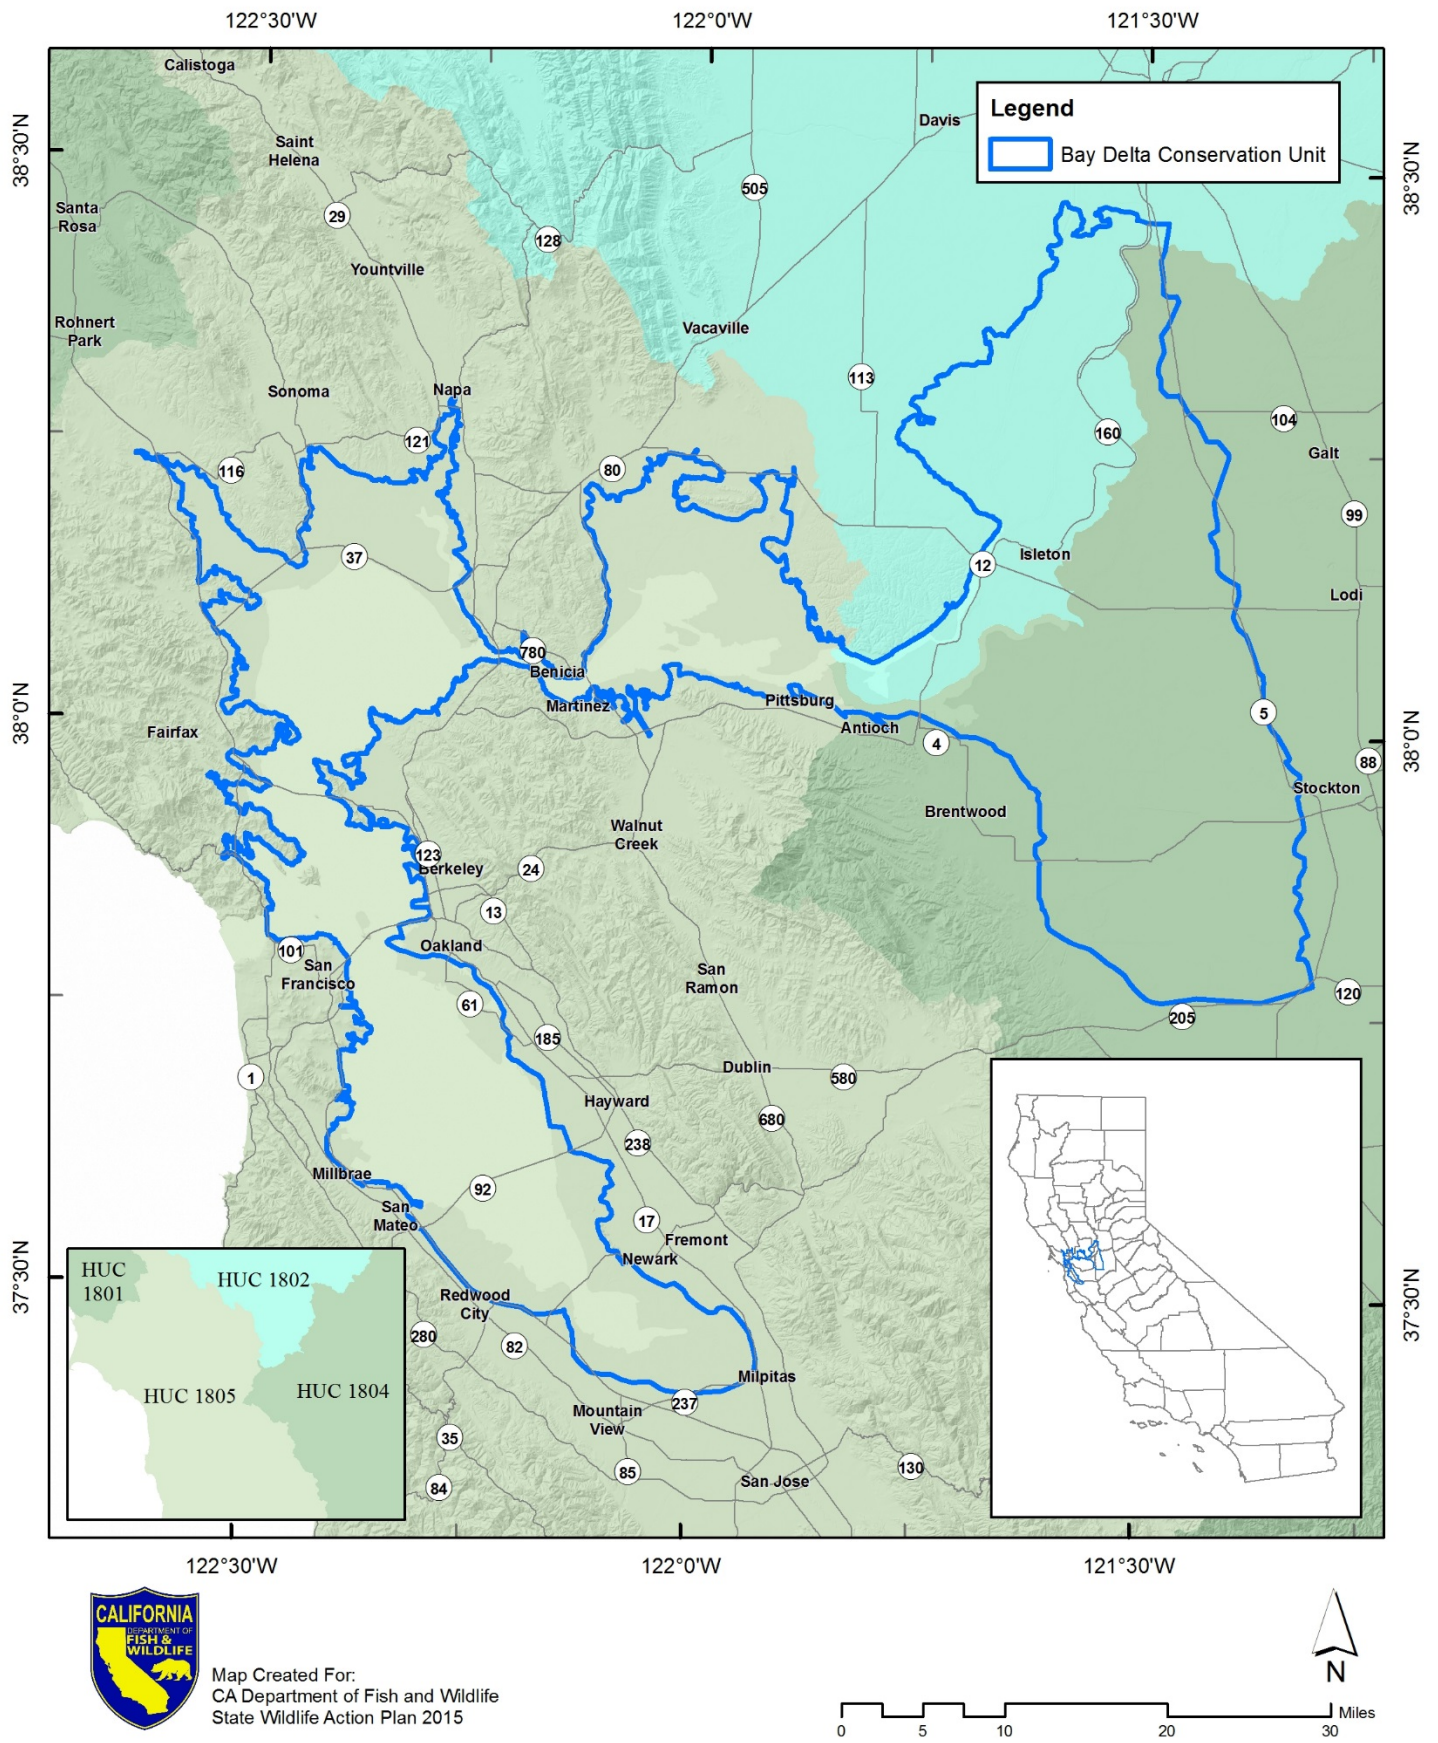 122°30'W
122°0'W
121°30'W
Calistoga
Davis
Legend
Bay Delta Conservation Unit
38°30'N
38°30'N
Saint
Helena
505
Santa
Rosa
29
128
Yountville
Rohnert
Park
Vacaville
113
Sonoma
Napa
104
121
160
Galt
116
80
99
37
12
Isleton
Lodi
780
Benicia
38°0'N
38°0'N
Martinez
Pittsburg
5
Fairfax
Antioch
4
88
Stockton
Brentwood
Walnut
Creek
123
Berkeley
24
13
101
Oakland
San
Francisco
San
Ramon
61
120
205
185
1
Dublin
580
Hayward
680
238
Millbrae
92
San
Mateo
17
Fremont
Newark
37°30'N
37°30'N
HUC
1801
HUC 1802
HUC 1805
HUC 1804
Redwood
City
280
82
Milpitas
237
Mountain
View
35
85
84
San Jose
130
122°30'W
122°0'W
121°30'W
CALIFORNIA
DEPARTMENT OF
FISH &
WILDLIFE
Map Created For:
CA Department of Fish and Wildlife
State Wildlife Action Plan 2015
N
Miles
0
5
10
20
30